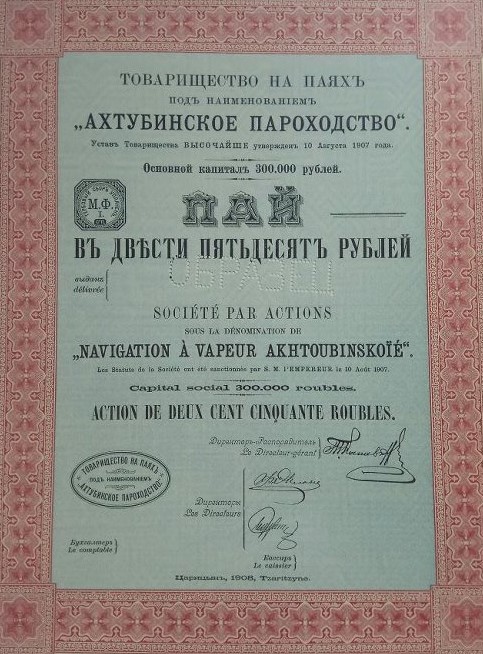 ТОВАРИЩЕСТВО НА ПАЯХЪ
ПОДЪ НАИМЕНОВАНІЕМЪ
„АХТУБИНСКОЕ ПАРОХОДСТВО“.
Уставъ Товарищества ВЫСОЧАЙШЕ утвержденъ 10 Августа 1907 года.
Основной капиталъ 300.000 рублей.
М.Ф.
I.
ПАЙ
ВЪ ДВѢСТИ ПЯТЬДЕСЯТЪ РУБЛЕЙ
ОБРАЗЕЦ
выданъ
délivrée
SOCIÉTÉ PAR ACTIONS
SOUS LA DÉNOMINATION DE
„NAVIGATION À VAPEUR AKHTOUBINSKOÏÉ“.
Les Statuts de la Société ont été sanctionnés par S. M. l'EMPEREUR le 10 Août 1907.
Capital social 300.000 roubles.
ACTION DE DEUX CENT CINQUANTE ROUBLES.
Директоръ-Распорядитель
Le Directeur-gérant
ТОВАРИЩЕСТВО НА ПАЯХЪ
ПОДЪ НАИМЕНОВАНІЕМЪ
"АХТУБИНСКОЕ ПАРОХОДСТВО"
Директоры
Les Directeurs
Бухгалтеръ
Le comptable
Кассиръ
Le caissier
Царицынъ, 1908, Tzaritzyne.